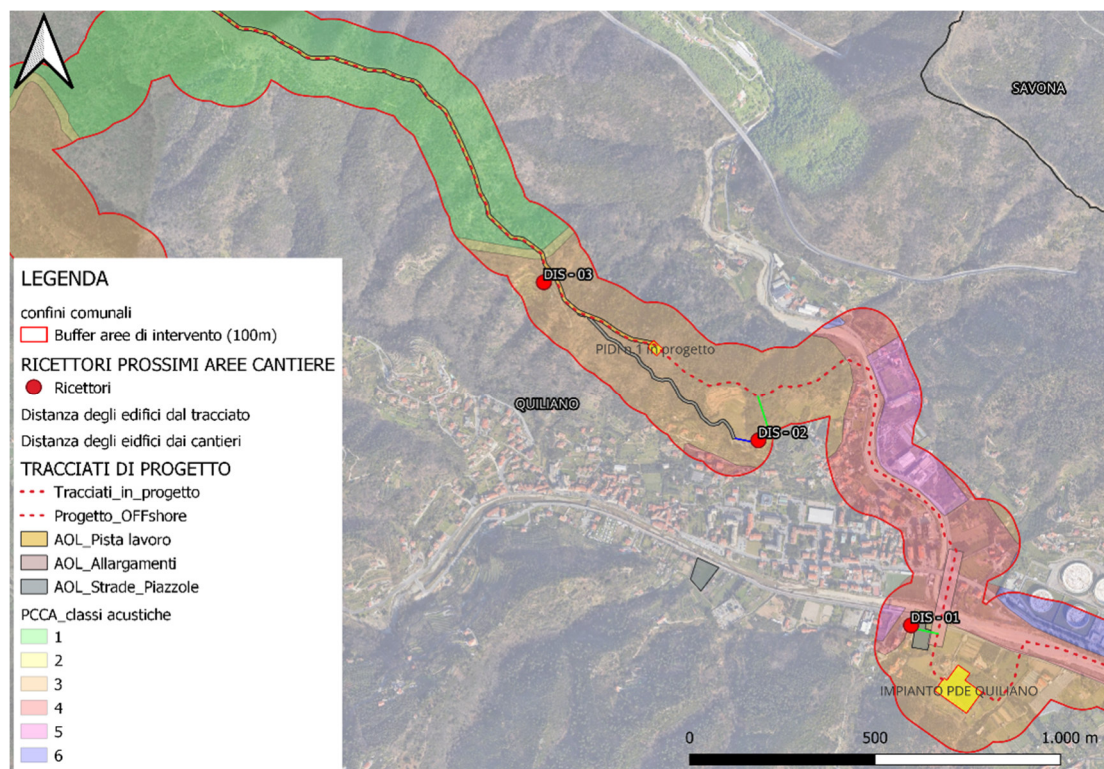 SAVONA
DIS - 03
PIDI n.1 in progetto
QUILIANO
DIS - 02
DIS - 01
IMPIANTO PDE QUILIANO
LEGENDA
confini comunali
Buffer aree di intervento (100m)
RICETTORI PROSSIMI AREE CANTIERE
Ricettori
Distanza degli edifici dal tracciato
Distanza degli eidfici dai cantieri
TRACCIATI DI PROGETTO
Tracciati_in_progetto
Progetto_OFFshore
AOL_Pista lavoro
AOL_Allargamenti
AOL_Strade_Piazzole
PCCA_classi acustiche
1
2
3
4
5
6
0 500 1.000 m